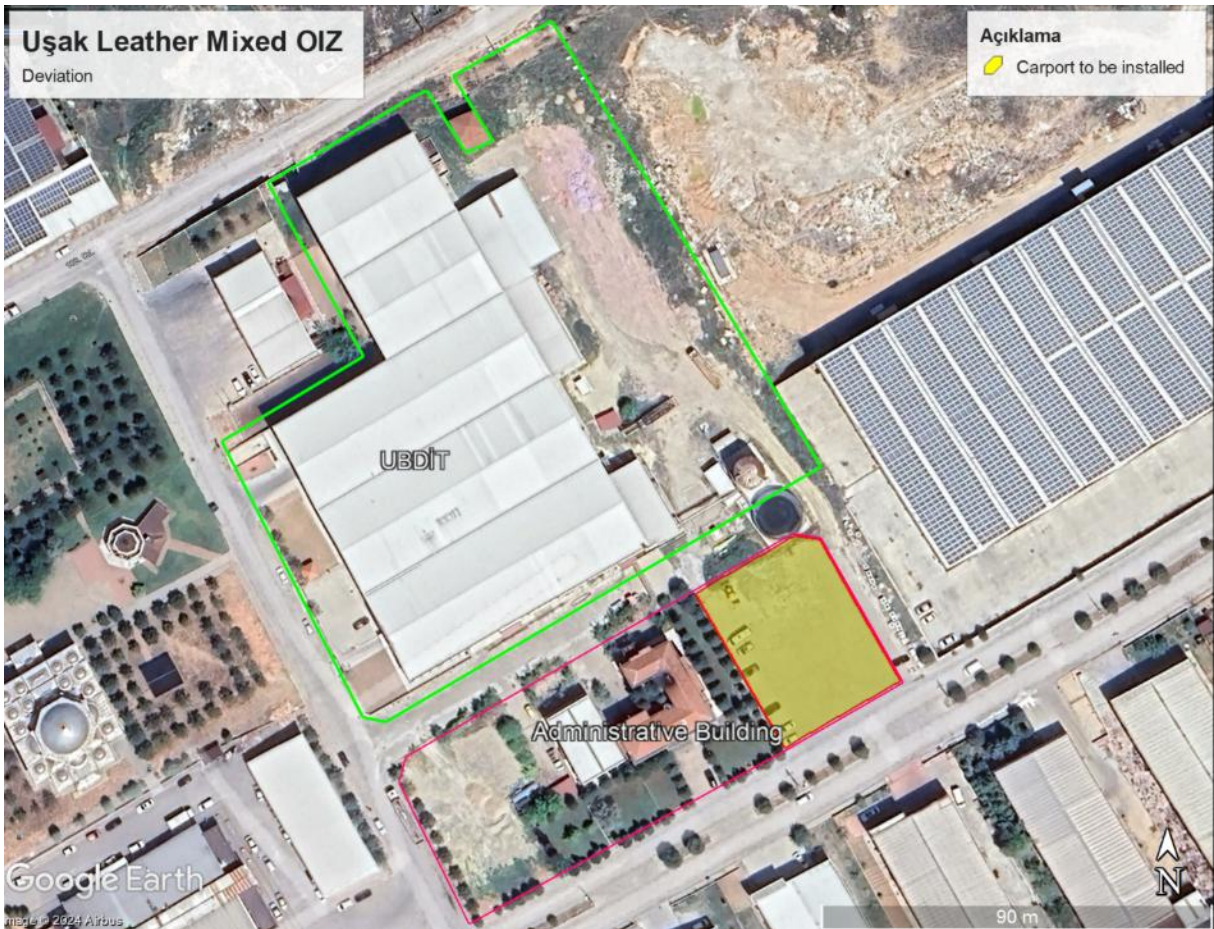 Uşak Leather Mixed OIZ
Deviation
Açıklama
Carport to be installed
UBDİT
Administrative Building
Google Earth
Image © 2024 Airbus
90 m
N